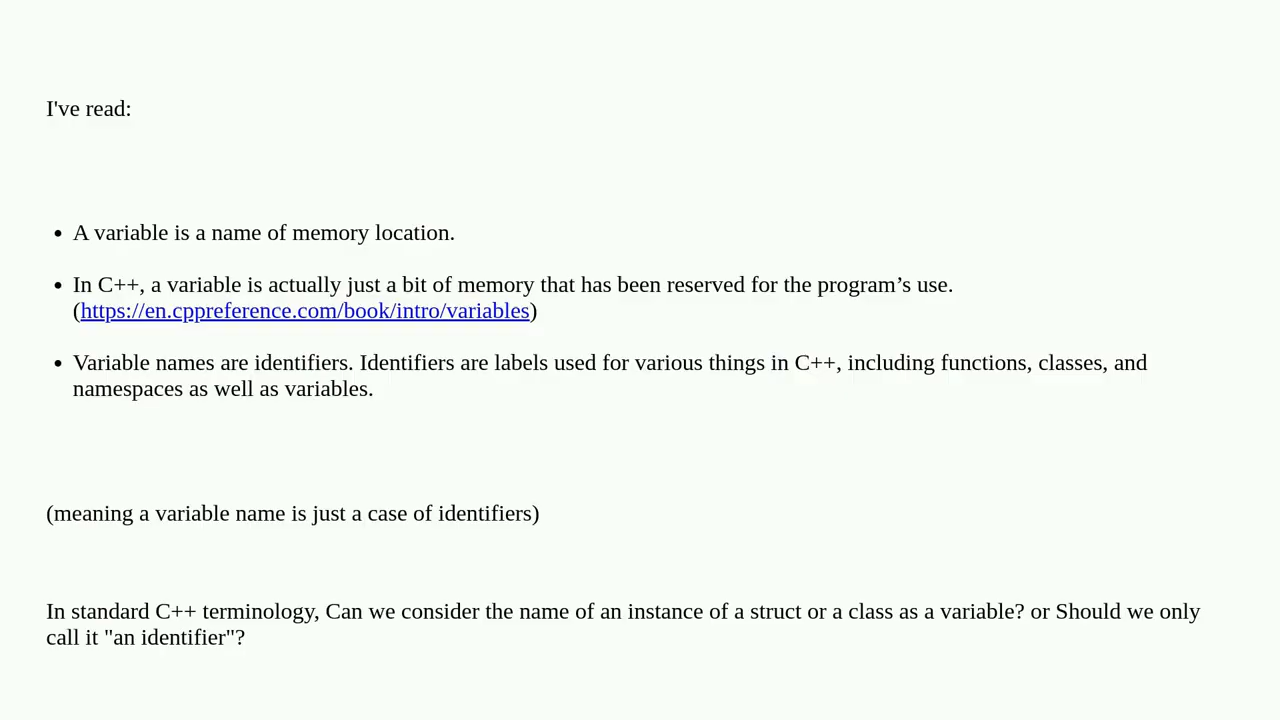 I've read:
• A variable is a name of memory location.
• In C++, a variable is actually just a bit of memory that has been reserved for the program’s use.
(https://en.cppreference.com/book/intro/variables)
• Variable names are identifiers. Identifiers are labels used for various things in C++, including functions, classes, and
namespaces as well as variables.
(meaning a variable name is just a case of identifiers)
In standard C++ terminology, Can we consider the name of an instance of a struct or a class as a variable? or Should we only
call it "an identifier"?